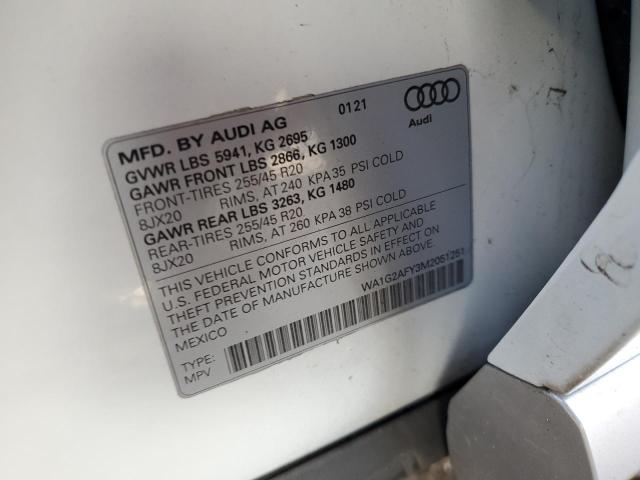 MFD. BY AUDI AG 01 21
Audi
GVWR LBS 5941, KG 2695
GAWR FRONT LBS 2866, KG 1300
FRONT-TIRES 255/45 R20
8JX20 RIMS, AT 240 KPA 35 PSI COLD
GAWR REAR LBS 3263, KG 1480
REAR-TIRES 255/45 R20
8JX20 RIMS, AT 260 KPA 38 PSI COLD
THIS VEHICLE CONFORMS TO ALL APPLICABLE
U.S. FEDERAL MOTOR VEHICLE SAFETY AND
THEFT PREVENTION STANDARDS IN EFFECT ON
THE DATE OF MANUFACTURE SHOWN ABOVE
MEXICO WA1G2AFY3M2051251
TYPE:
MPV